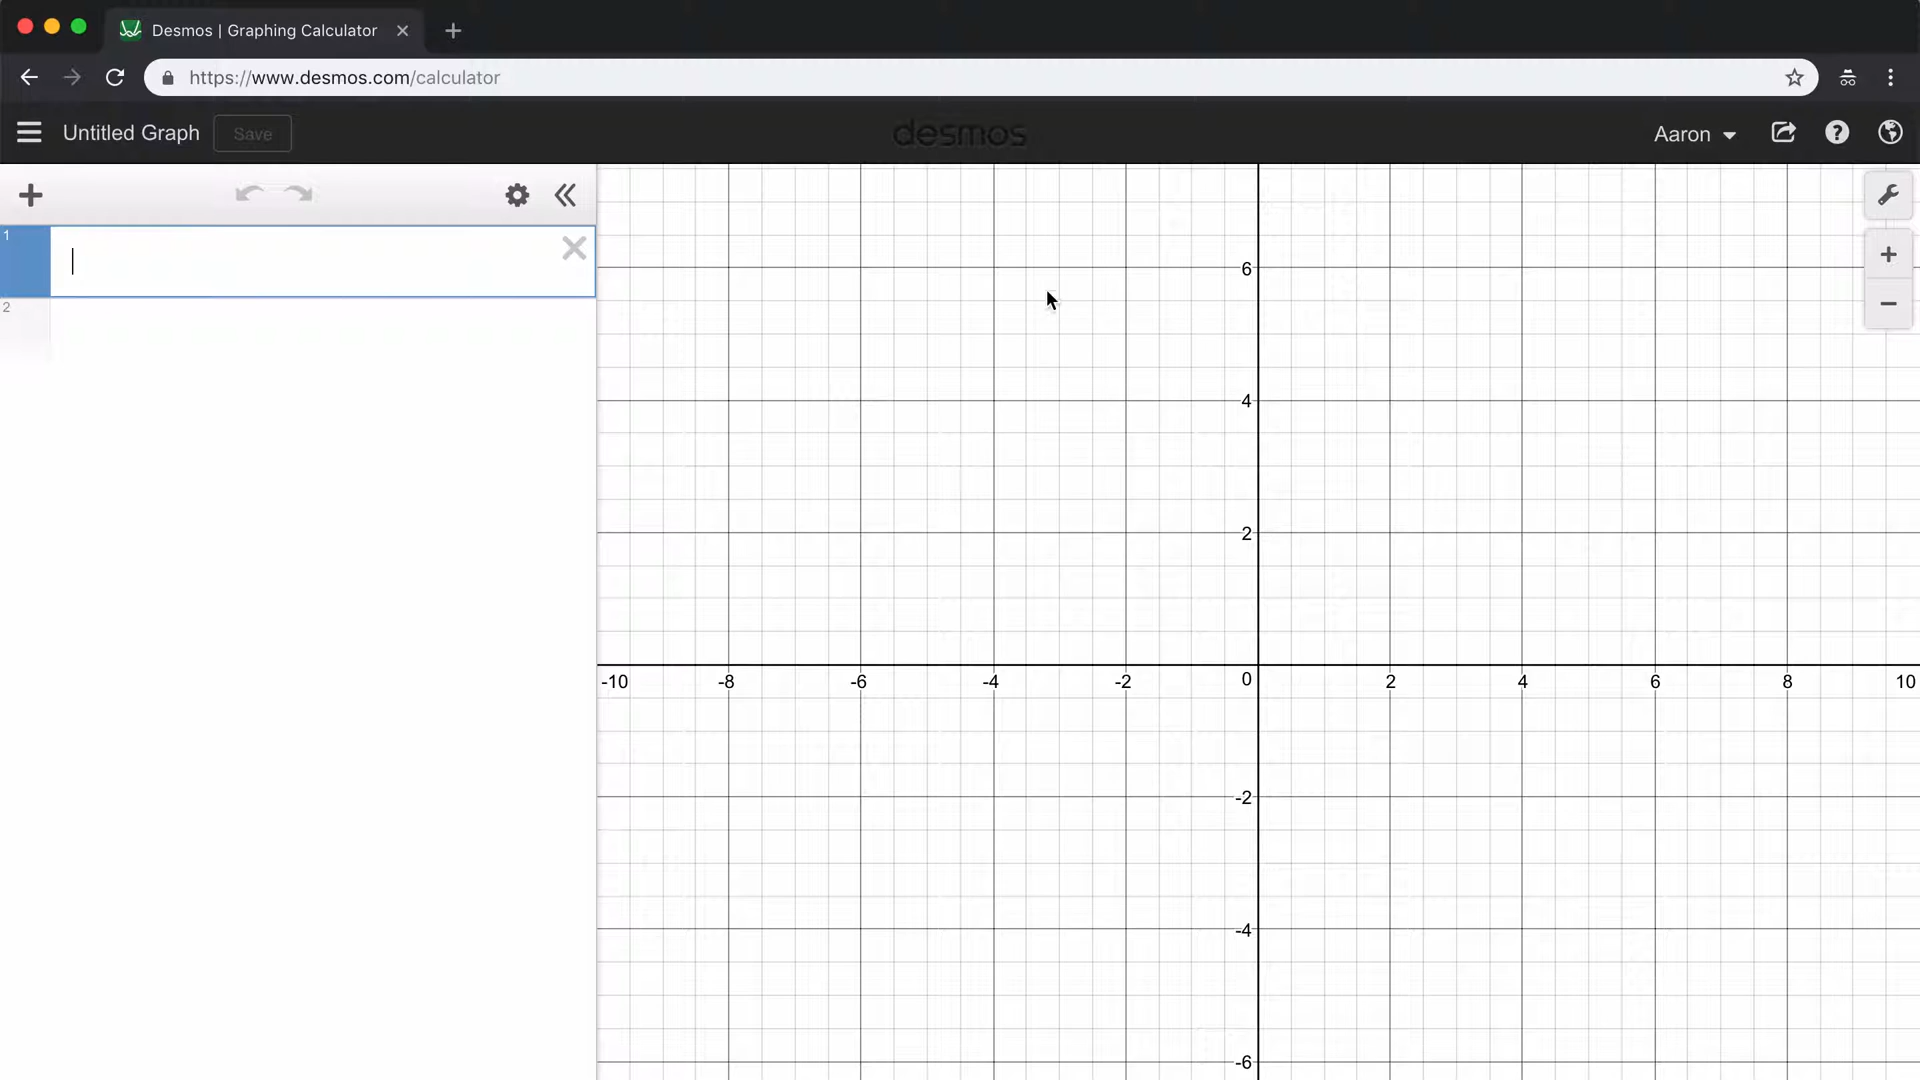 Desmos | Graphing Calculator
https://www.desmos.com/calculator
Untitled Graph
Save
desmos
Aaron
1
2
6
4
2
-10 -8 -6 -4 -2 0 2 4 6 8 10
-2
-4
-6